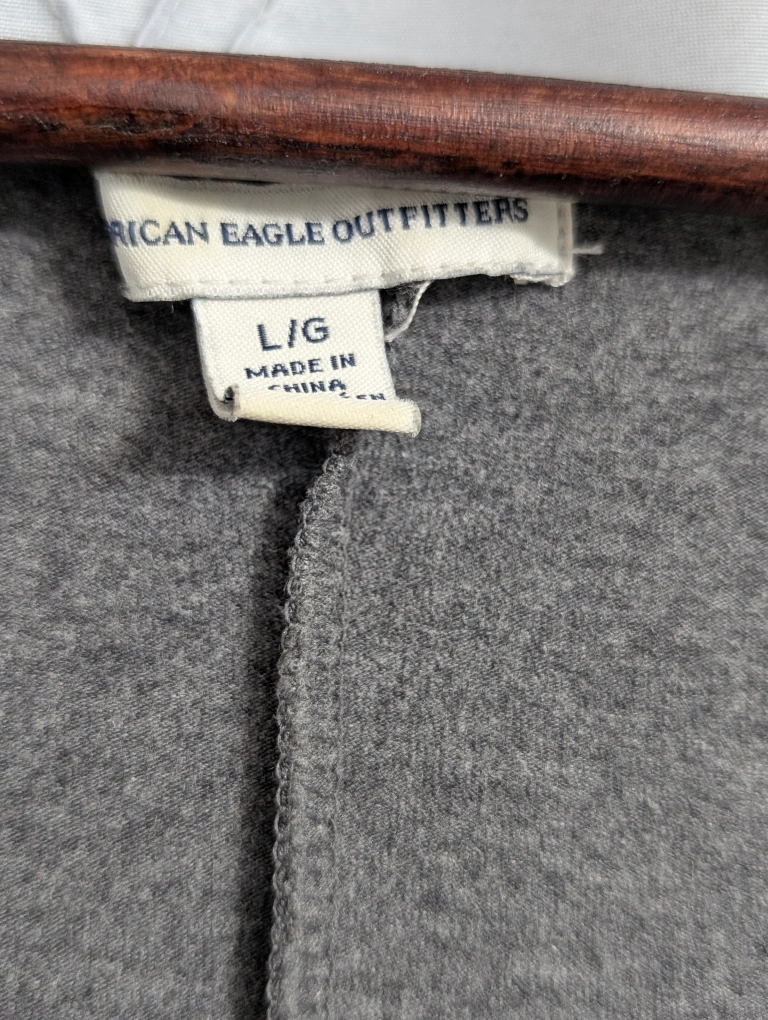 RICAN EAGLE OUTFITTERS
L/G
MADE IN
CHINA